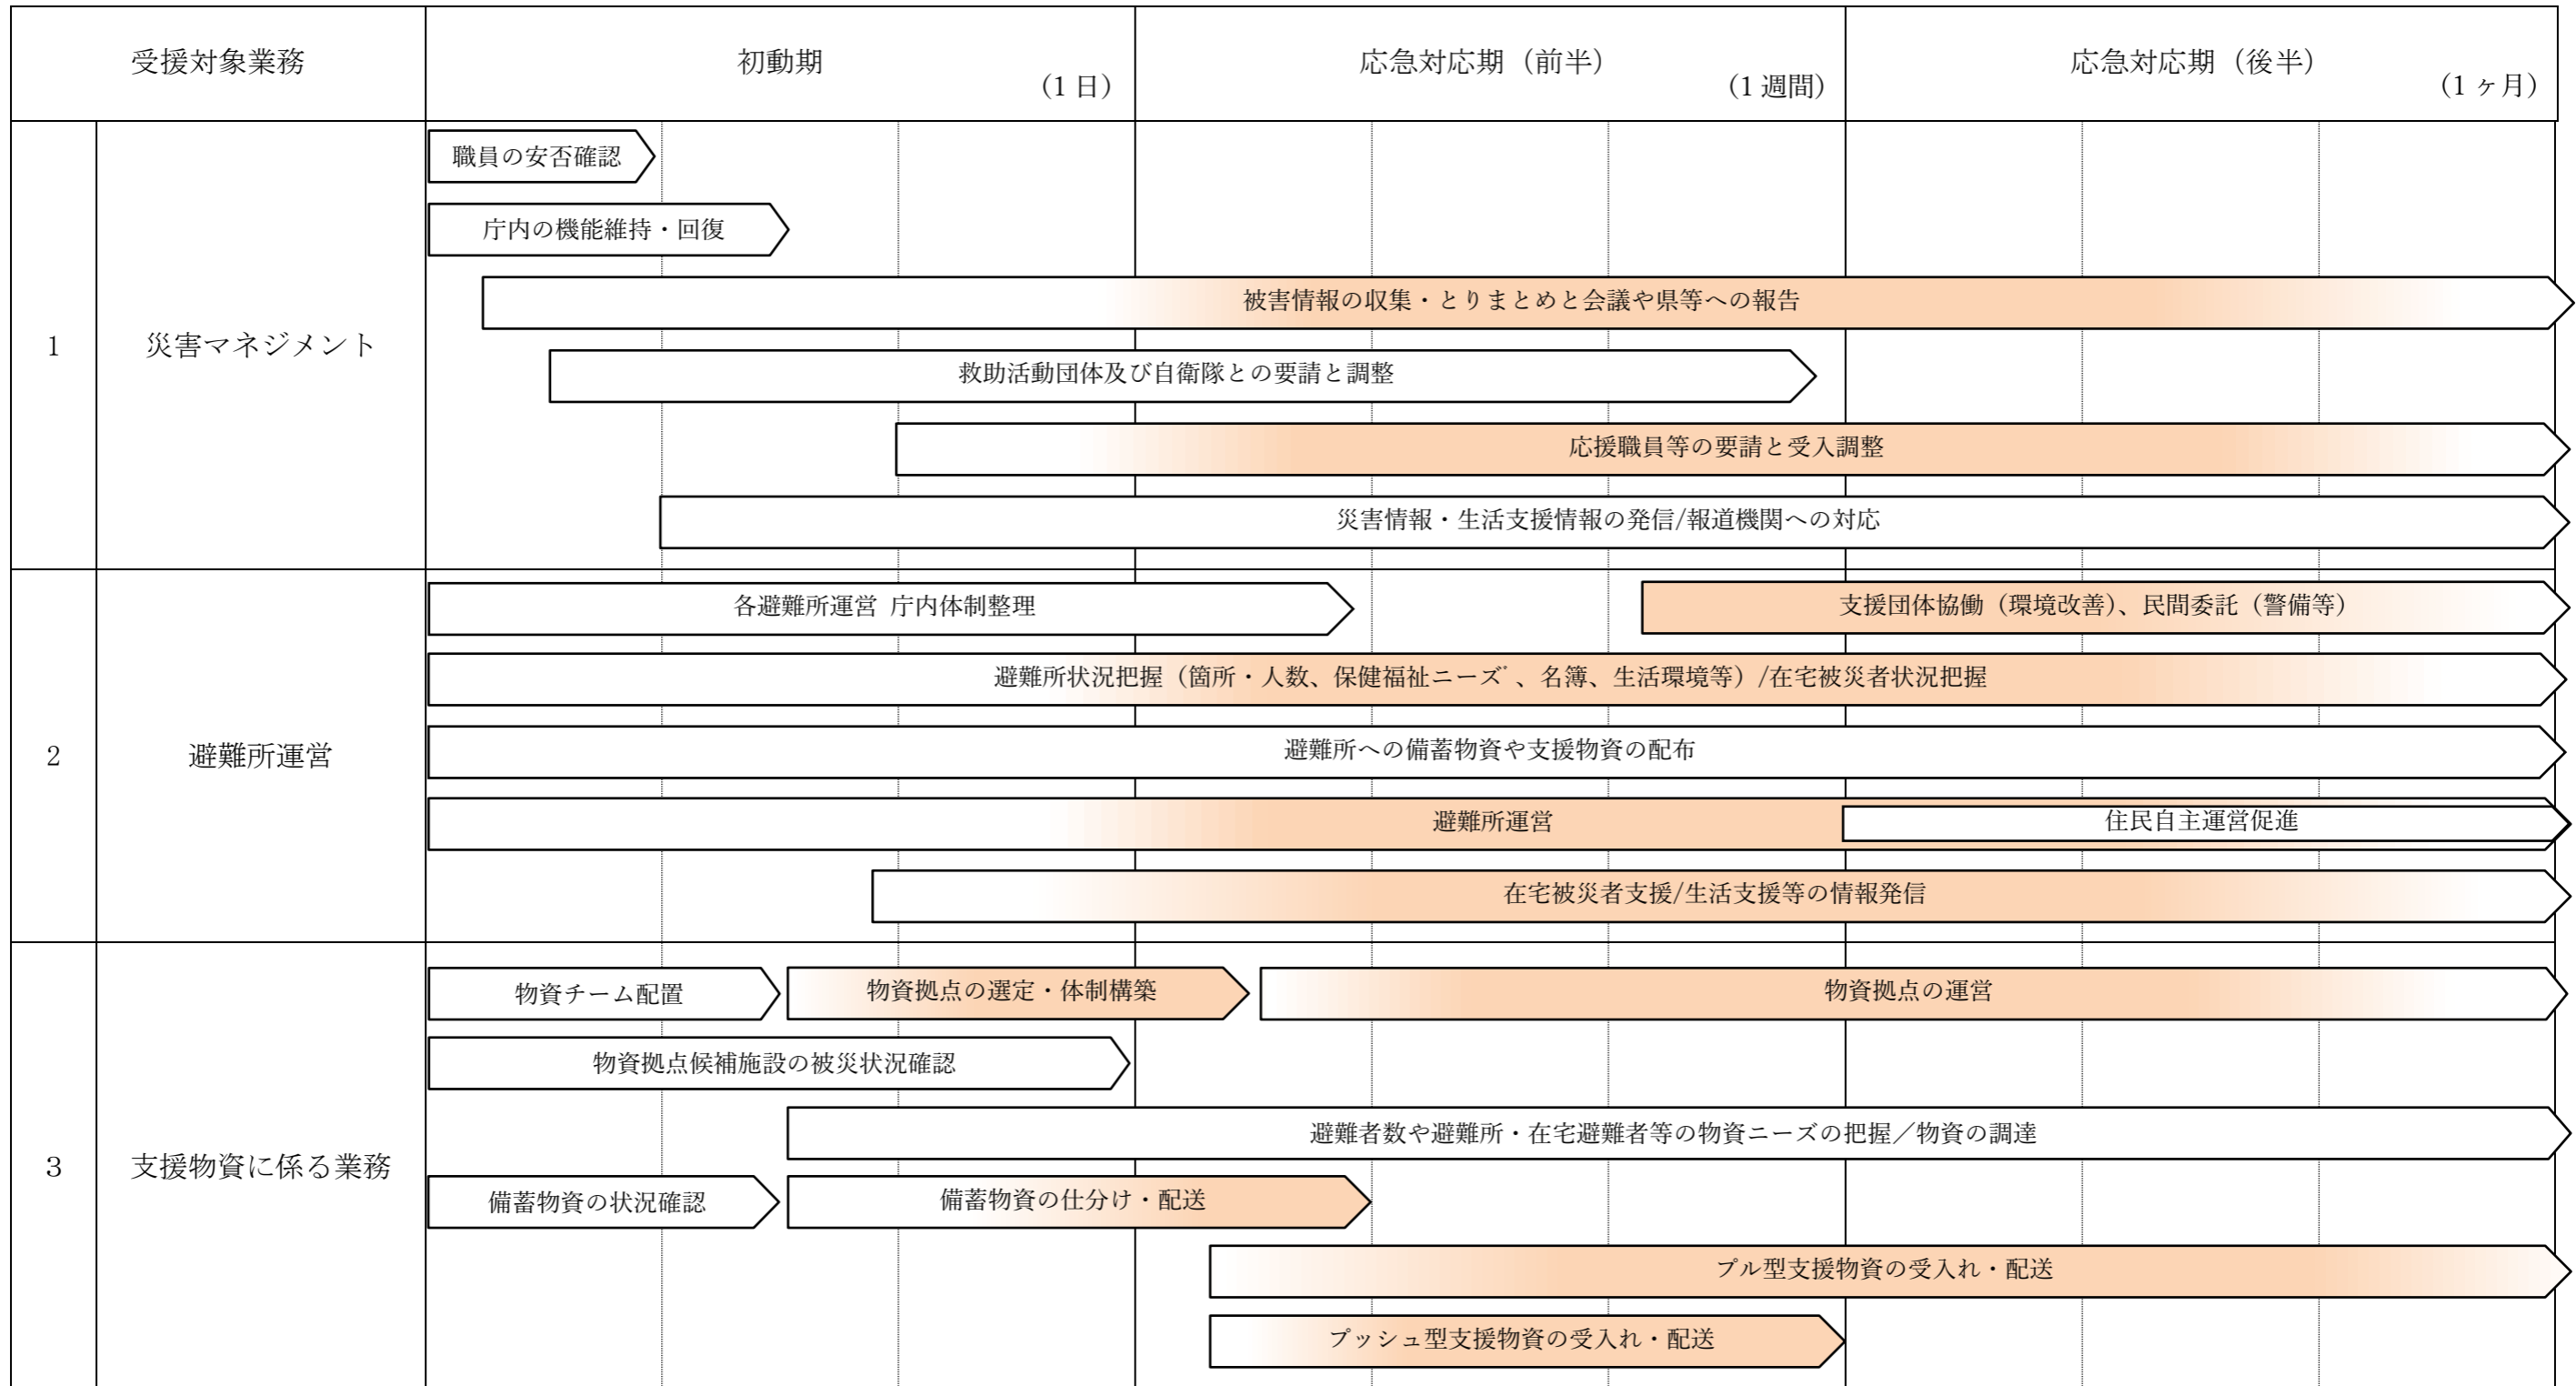 受援対象業務
初動期
(1 日)
応急対応期（前半）
(1 週間)
応急対応期（後半）
(1 ヶ月)
1
災害マネジメント
職員の安否確認
庁内の機能維持・回復
被害情報の収集・とりまとめと会議や県等への報告
救助活動団体及び自衛隊との要請と調整
応援職員等の要請と受入調整
災害情報・生活支援情報の発信/報道機関への対応
2
避難所運営
各避難所運営 庁内体制整理
支援団体協働（環境改善）、民間委託（警備等）
避難所状況把握（箇所・人数、保健福祉ニーズ、名簿、生活環境等）/在宅被災者状況把握
避難所への備蓄物資や支援物資の配布
避難所運営
住民自主運営促進
在宅被災者支援/生活支援等の情報発信
3
支援物資に係る業務
物資チーム配置
物資拠点の選定・体制構築
物資拠点の運営
物資拠点候補施設の被災状況確認
避難者数や避難所・在宅避難者等の物資ニーズの把握／物資の調達
備蓄物資の状況確認
備蓄物資の仕分け・配送
プル型支援物資の受入れ・配送
プッシュ型支援物資の受入れ・配送